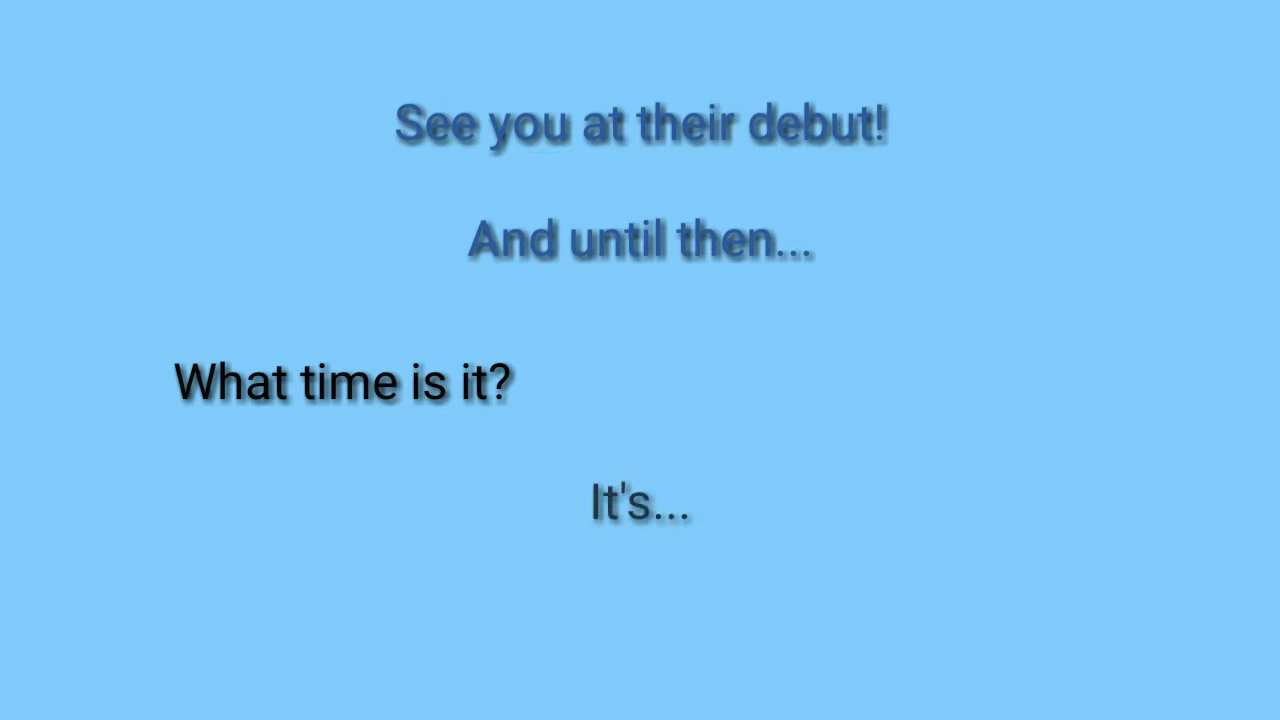 See you at their debut!
And until then...
What time is it?
It's...